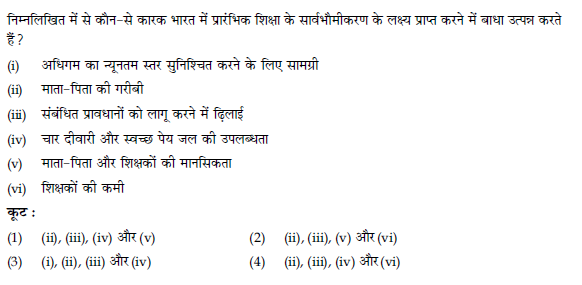 निम्नलिखित में से कौन-से कारक भारत में प्रारंभिक शिक्षा के सार्वभौमीकरण के लक्ष्य प्राप्त करने में बाधा उत्पन्न करते
हैं ?
(i) अधिगम का न्यूनतम स्तर सुनिश्चित करने के लिए सामग्री
(ii) माता-पिता की गरीबी
(iii) संबंधित प्रावधानों को लागू करने में ढ़िलाई
(iv) चार दीवारी और स्वच्छ पेय जल की उपलब्धता
(v) माता-पिता और शिक्षकों की मानसिकता
(vi) शिक्षकों की कमी
कूट :
(1) (ii), (iii), (iv) और (v) (2) (ii), (iii), (v) और (vi)
(3) (i), (ii), (iii) और (iv) (4) (ii), (iii), (iv) और (vi)